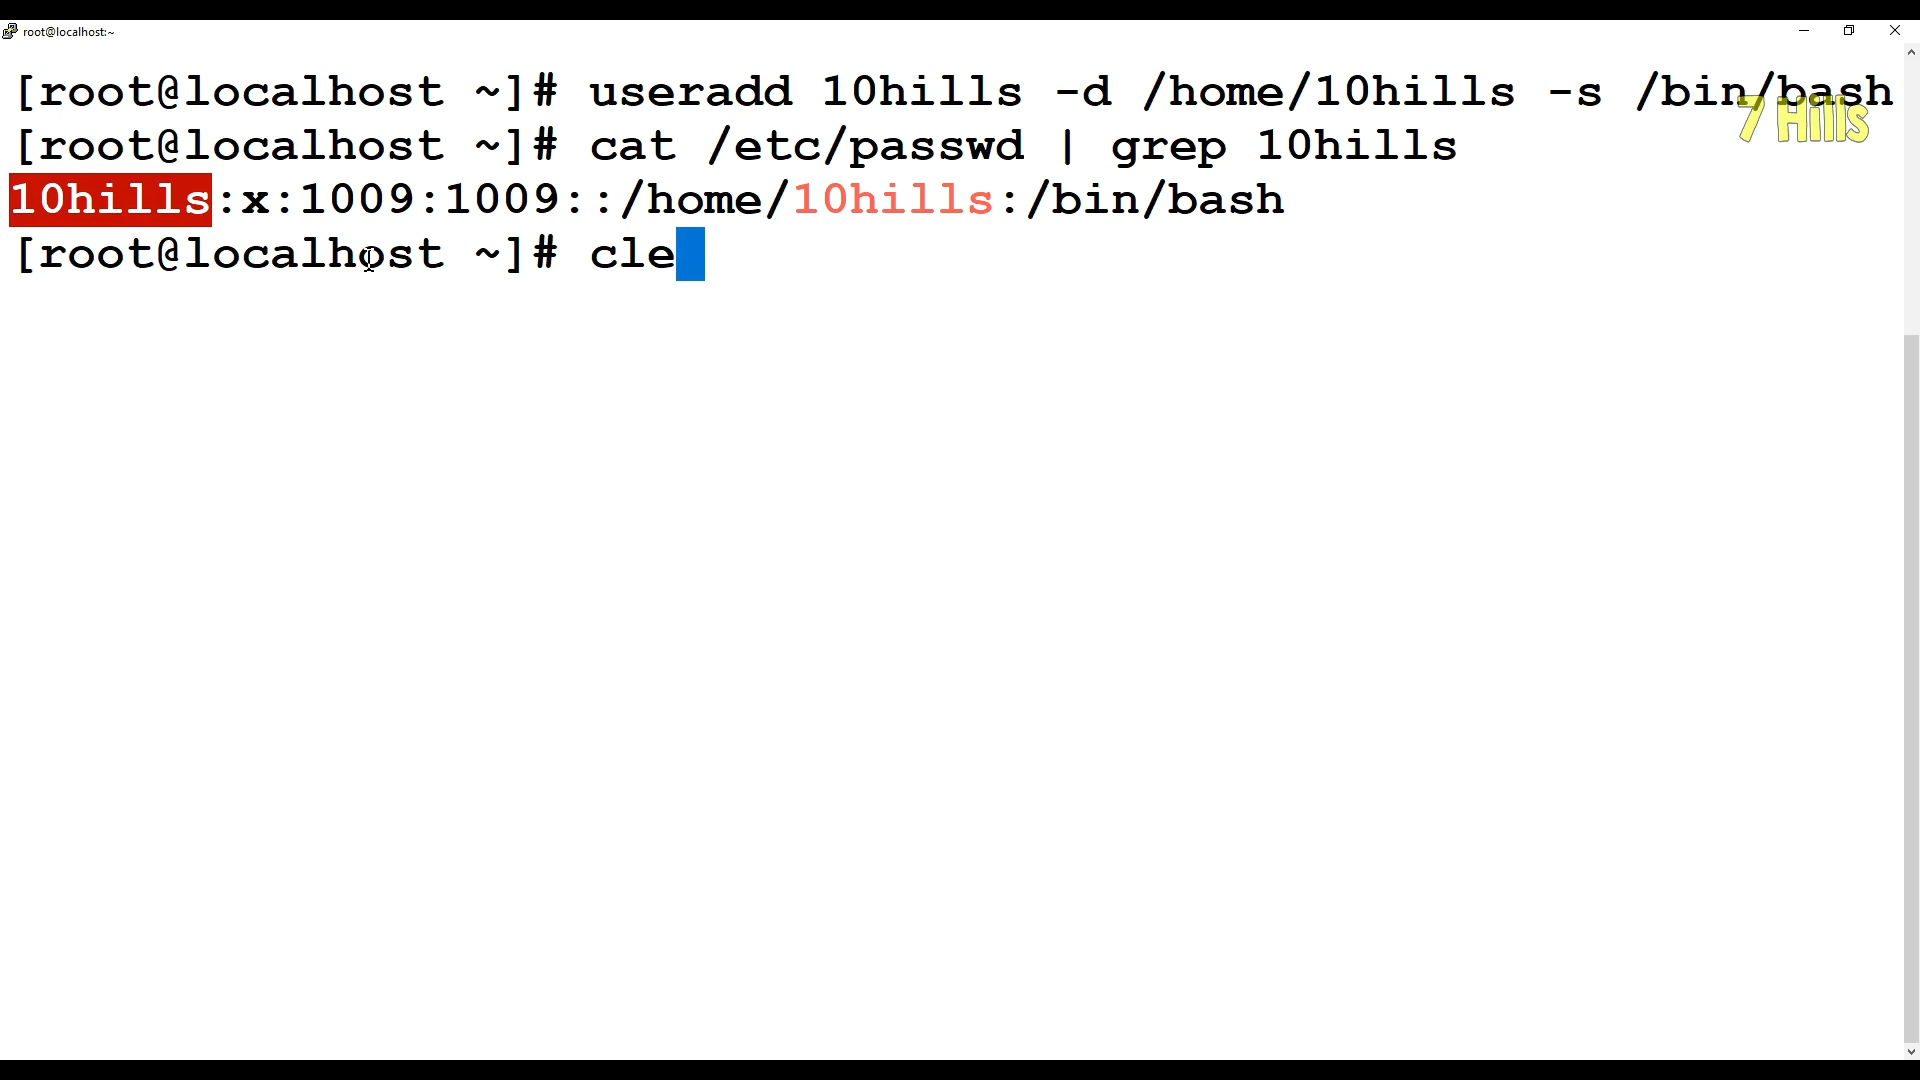 root@localhost:~
[root@localhost ~]# useradd 10hills -d /home/10hills -s /bin/bash
7 Hills
[root@localhost ~]# cat /etc/passwd | grep 10hills
10hills:x:1009:1009::/home/10hills:/bin/bash
[root@localhost ~]# cle